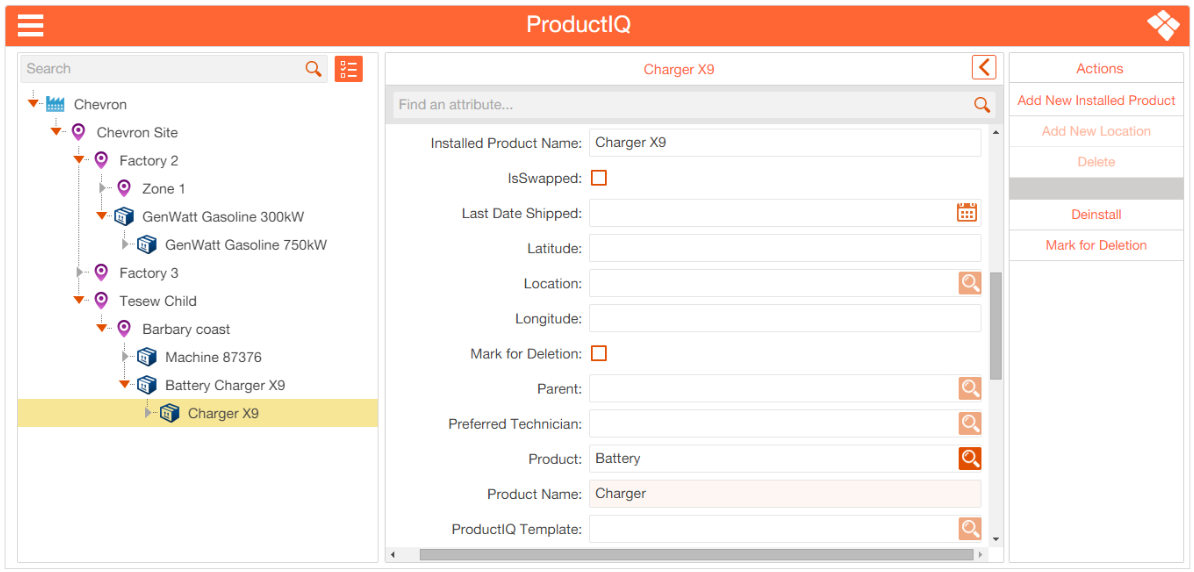 ProductIQ
Search
Chevron
Chevron Site
Factory 2
Zone 1
GenWatt Gasoline 300kW
GenWatt Gasoline 750kW
Factory 3
Tesew Child
Barbary coast
Machine 87376
Battery Charger X9
Charger X9
Charger X9
Find an attribute...
Installed Product Name: Charger X9
IsSwapped:
Last Date Shipped:
Latitude:
Location:
Longitude:
Mark for Deletion:
Parent:
Preferred Technician:
Product: Battery
Product Name: Charger
ProductIQ Template:
Actions
Add New Installed Product
Add New Location
Delete
Deinstall
Mark for Deletion